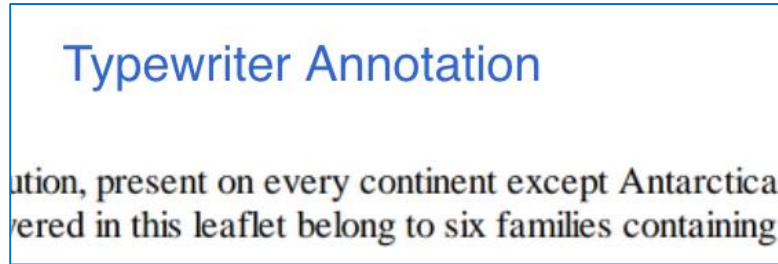 Typewriter Annotation
ution, present on every continent except Antarctica
vered in this leaflet belong to six families containing